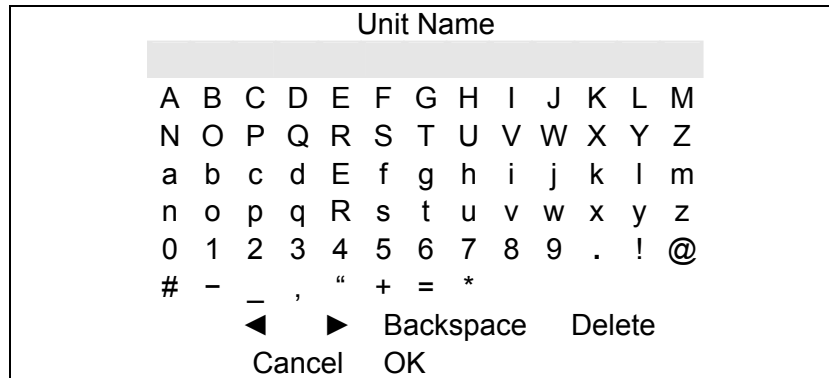 Unit Name
A B C D E F G H I J K L M
N O P Q R S T U V W X Y Z
a b c d E f g h i j k l m
n o p q R s t u v w x y z
0 1 2 3 4 5 6 7 8 9 . ! @
# − _ , “ + = *
◄ ► Backspace Delete
Cancel OK